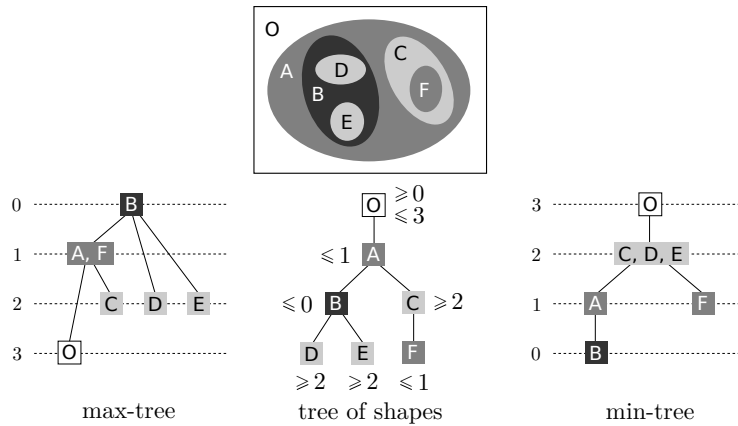 O
A
C
D
B
F
E
0
B
O
⩾0
⩽3
3
O
1
A, F
⩽1
A
2
C, D, E
2
C
D
E
⩽0
B
C
⩾2
1
A
F
3
O
D
E
F
0
B
⩾2
⩾2
⩽1
max-tree
tree of shapes
min-tree